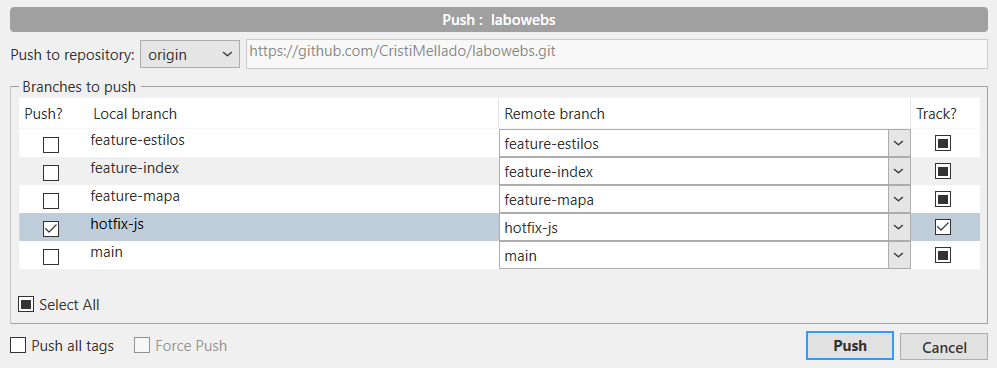 Push : labowebs
Push to repository: origin https://github.com/CristiMellado/labowebs.git
Branches to push
Push? Local branch Remote branch Track?
feature-estilos feature-estilos
feature-index feature-index
feature-mapa feature-mapa
hotfix-js hotfix-js
main main
Select All
Push all tags Force Push Push Cancel